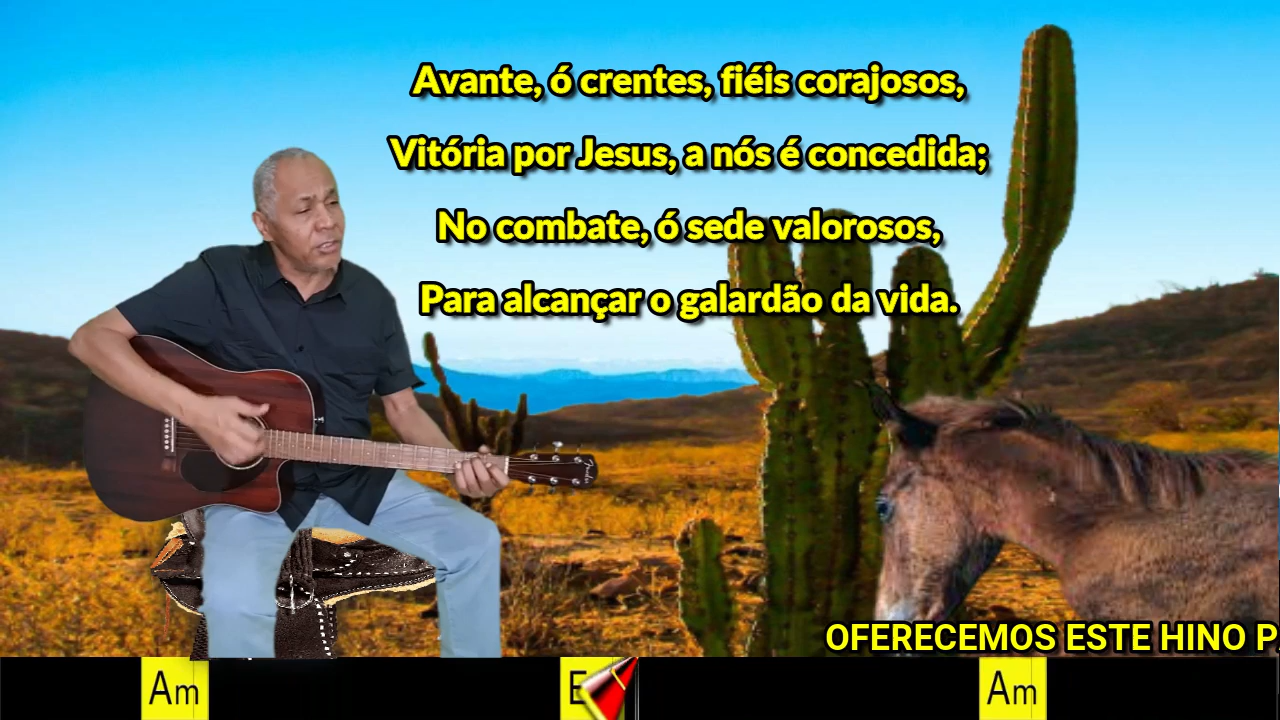 Avante, ó crentes, fiéis corajosos,
Vitória por Jesus, a nós é concedida;
No combate, ó sede valorosos,
Para alcançar o galardão da vida.
Fender
OFERECEMOS ESTE HINO
Am
E
Am